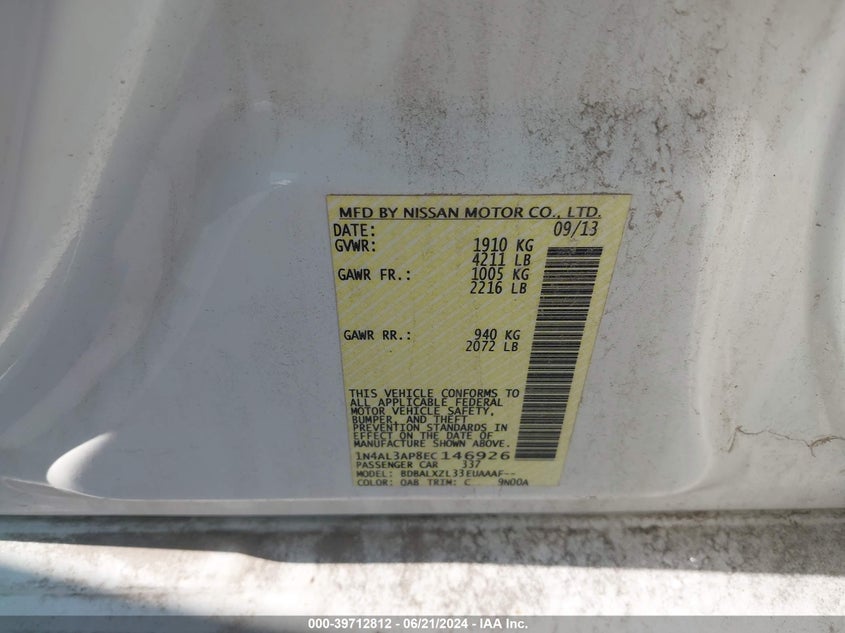 MFD BY NISSAN MOTOR CO., LTD.
DATE: 09/13
GVWR: 1910 KG
4211 LB
GAWR FR.: 1005 KG
2216 LB
GAWR RR.: 940 KG
2072 LB
THIS VEHICLE CONFORMS TO
ALL APPLICABLE FEDERAL
MOTOR VEHICLE SAFETY,
BUMPER, AND THEFT
PREVENTION STANDARDS IN
EFFECT ON THE DATE OF
MANUFACTURE SHOWN ABOVE.
1N4AL3AP8EC146926
PASSENGER CAR 337
MODEL: BDBALXZL33EUAAAF--
COLOR: QAB TRIM: C 9N00A
000-39712812 - 06/21/2024 - IAA Inc.